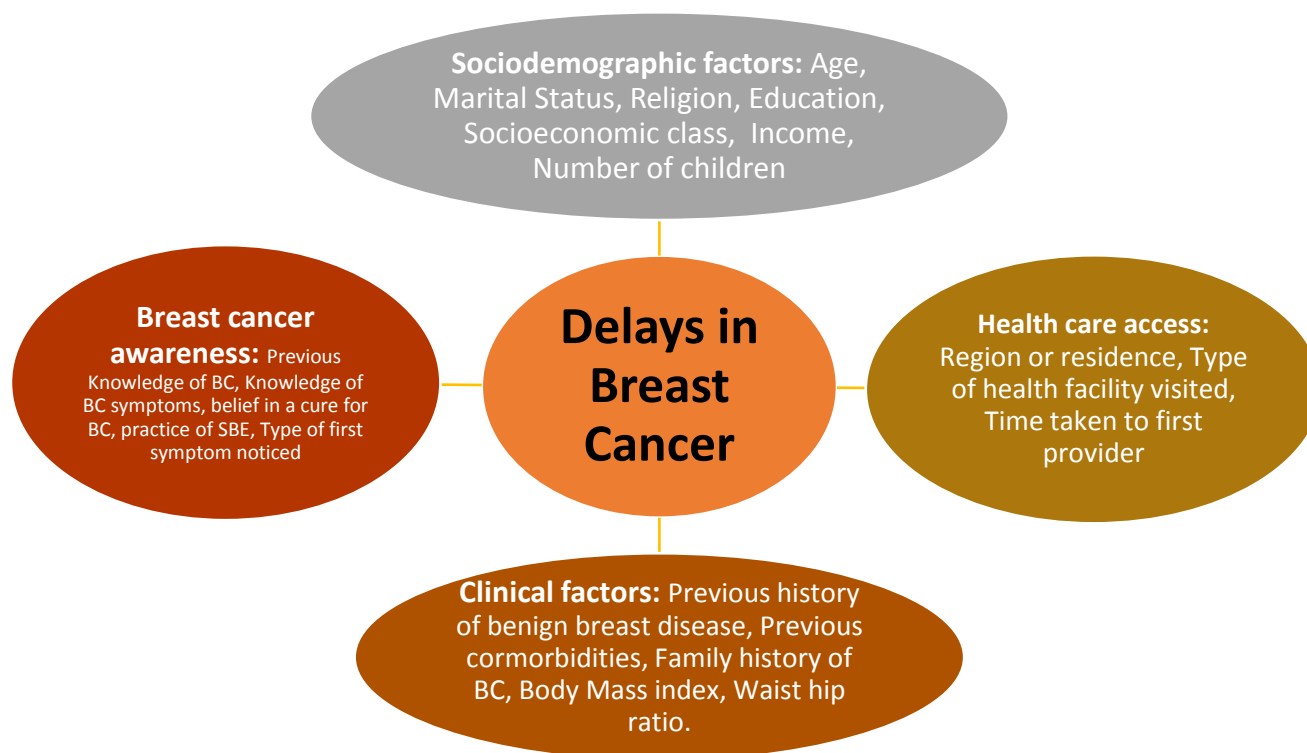 Sociodemographic factors: Age,
Marital Status, Religion, Education,
Socioeconomic class, Income,
Number of children
Breast cancer
awareness: Previous
Knowledge of BC, Knowledge of
BC symptoms, belief in a cure for
BC, practice of SBE, Type of first
symptom noticed
Delays in
Breast
Cancer
Health care access:
Region or residence, Type
of health facility visited,
Time taken to first
provider
Clinical factors: Previous history
of benign breast disease, Previous
cormorbidities, Family history of
BC, Body Mass index, Waist hip
ratio.